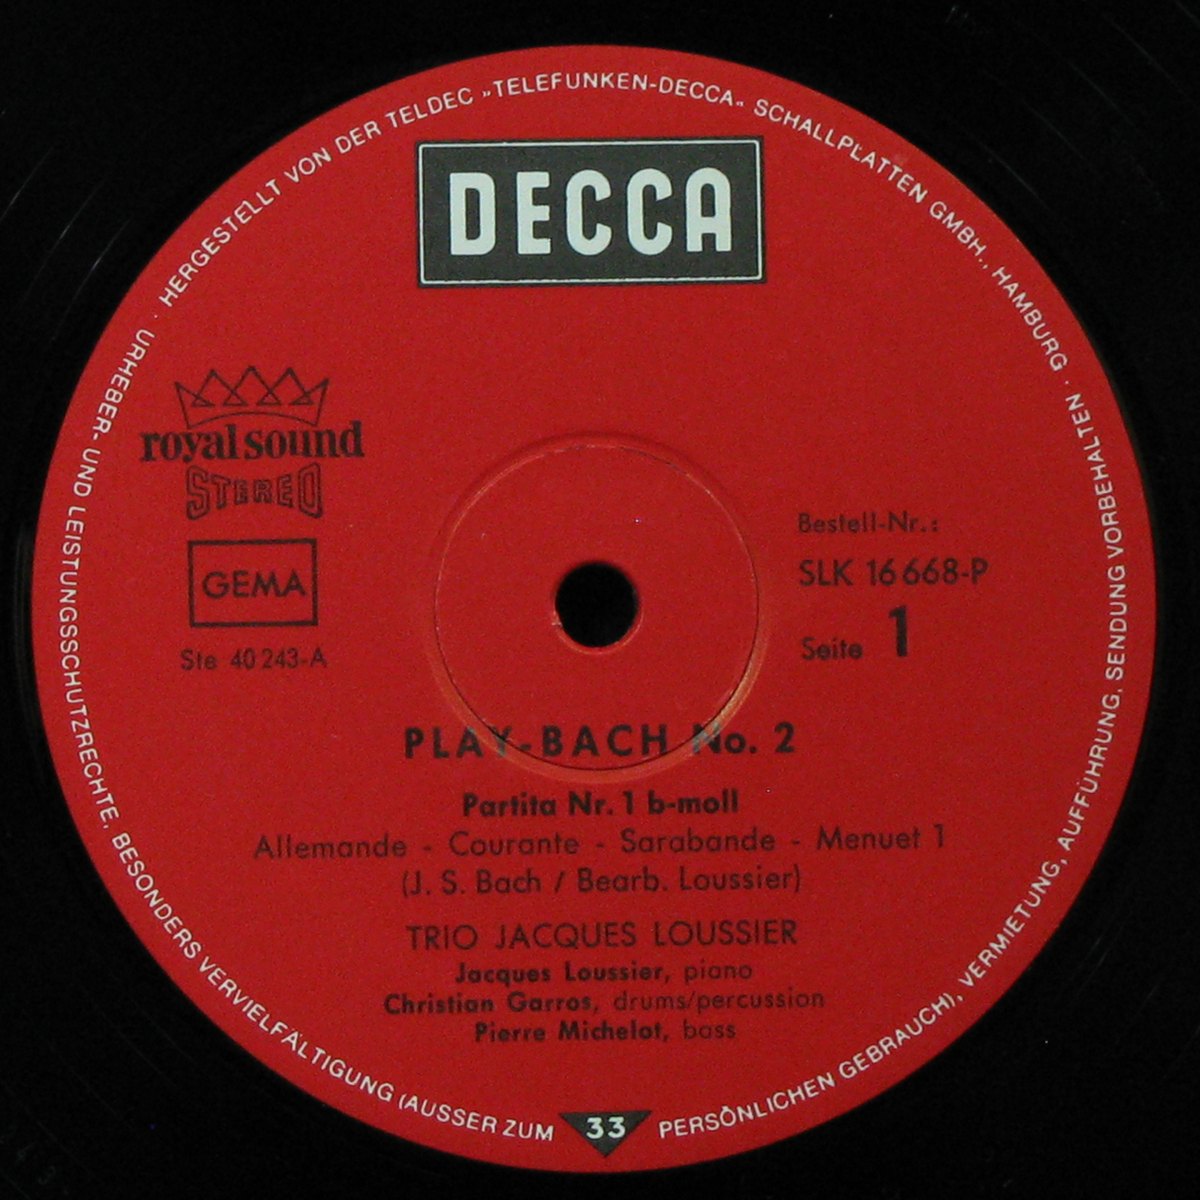 HERGESTELLT VON DER TELDEC »TELEFUNKEN-DECCA« SCHALLPLATTEN GMBH., HAMBURG ·
URHEBER- UND LEISTUNGSSCHUTZRECHTE, BESONDERS VERVIELFÄLTIGUNG (AUSSER ZUM PERSÖNLICHEN GEBRAUCH), VERMIETUNG, AUFFÜHRUNG, SENDUNG VORBEHALTEN
DECCA
royal sound
STEREO
GEMA
Ste 40 243-A
Bestell-Nr.:
SLK 16 668-P
Seite 1
PLAY-BACH No. 2
Partita Nr. 1 b-moll
Allemande - Courante - Sarabande - Menuet 1
(J. S. Bach / Bearb. Loussier)
TRIO JACQUES LOUSSIER
Jacques Loussier, piano
Christian Garros, drums/percussion
Pierre Michelot, bass
33